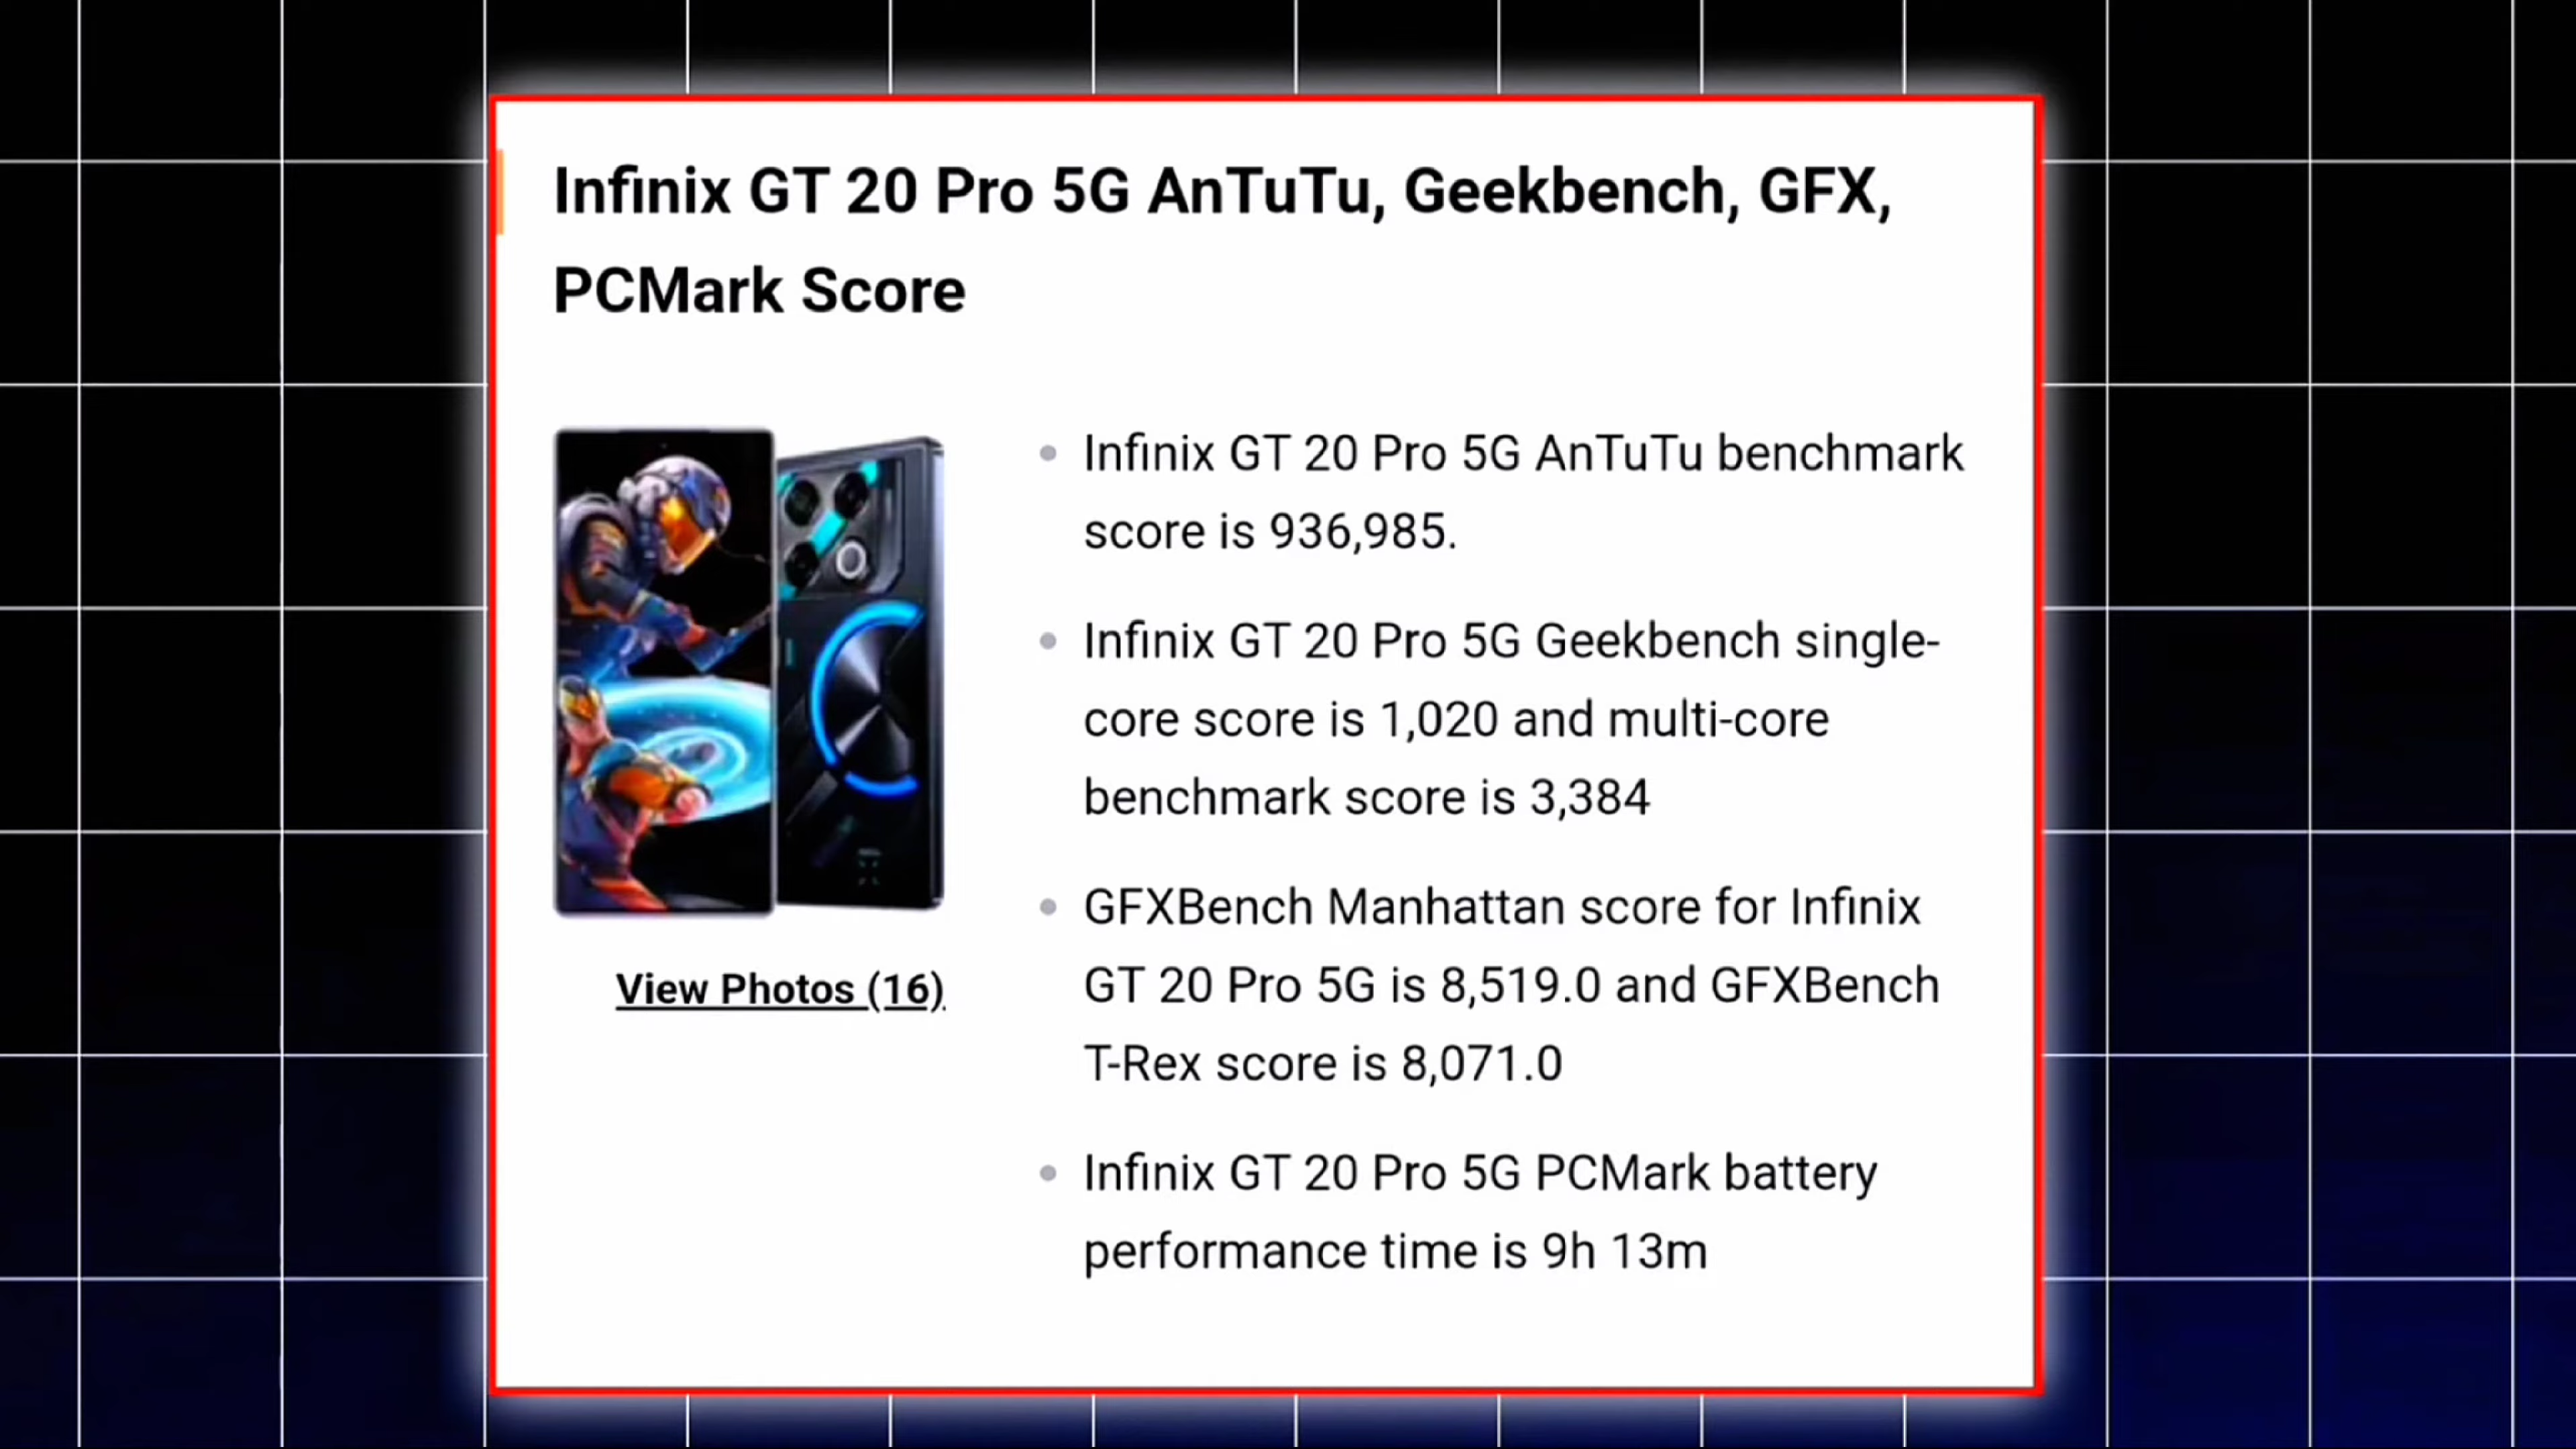 Infinix GT 20 Pro 5G AnTuTu, Geekbench, GFX,
PCMark Score
Infinix GT 20 Pro 5G AnTuTu benchmark
score is 936,985.
Infinix GT 20 Pro 5G Geekbench single-
core score is 1,020 and multi-core
benchmark score is 3,384
GFXBench Manhattan score for Infinix
GT 20 Pro 5G is 8,519.0 and GFXBench
T-Rex score is 8,071.0
Infinix GT 20 Pro 5G PCMark battery
performance time is 9h 13m
View Photos (16)